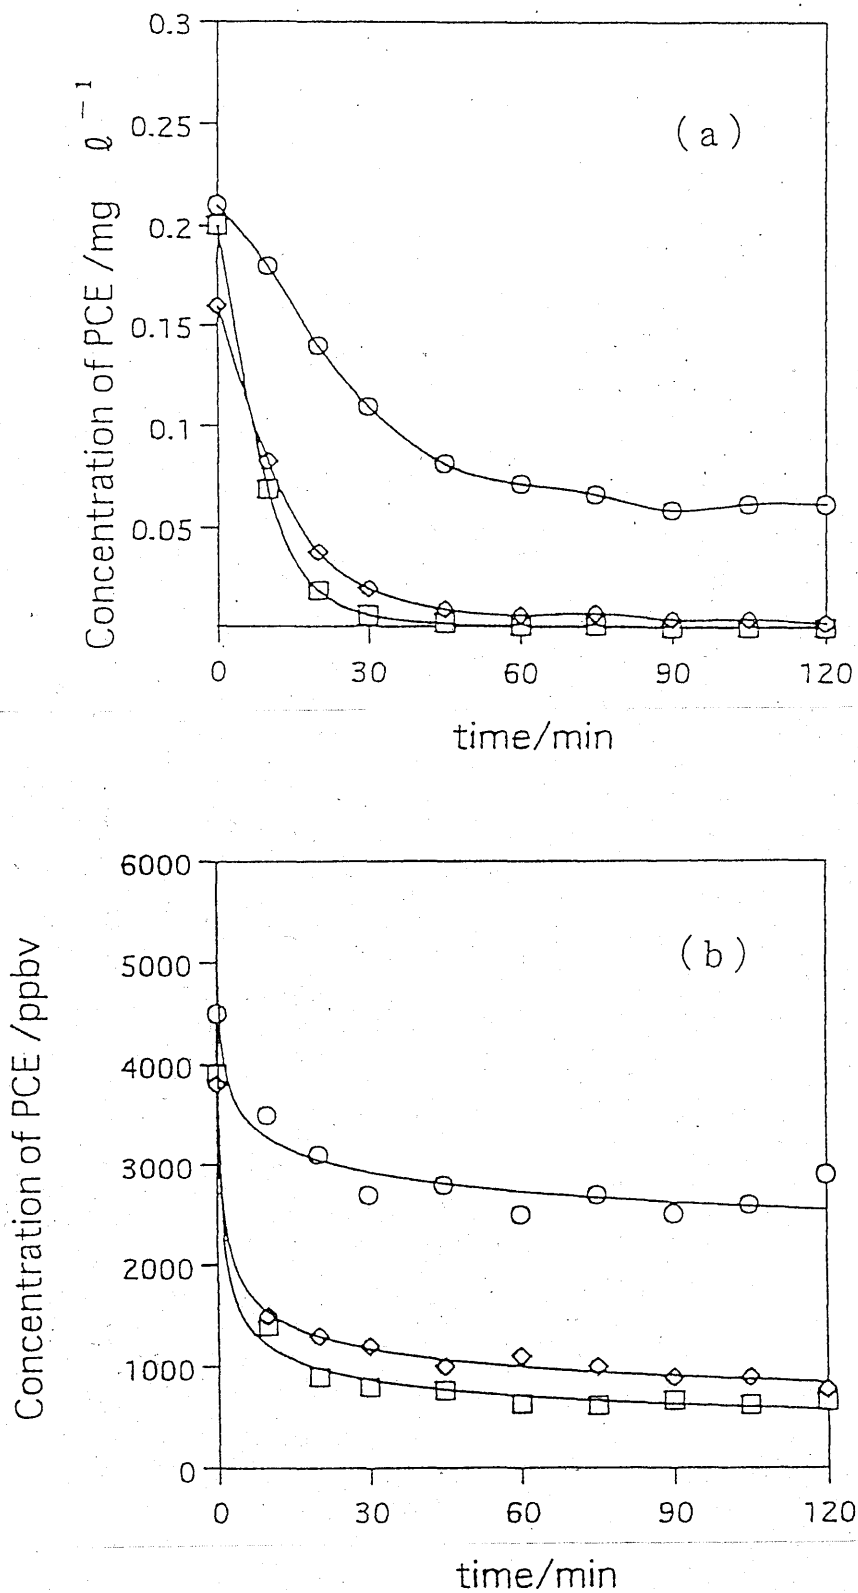 0.3
0.25
0.2
0.15
0.1
0.05
(a)
Concentration of PCE /mg ℓ⁻¹
0 30 60 90 120
time/min
6000
5000
4000
3000
2000
1000
0
(b)
Concentration of PCE /ppbv
0 30 60 90 120
time/min